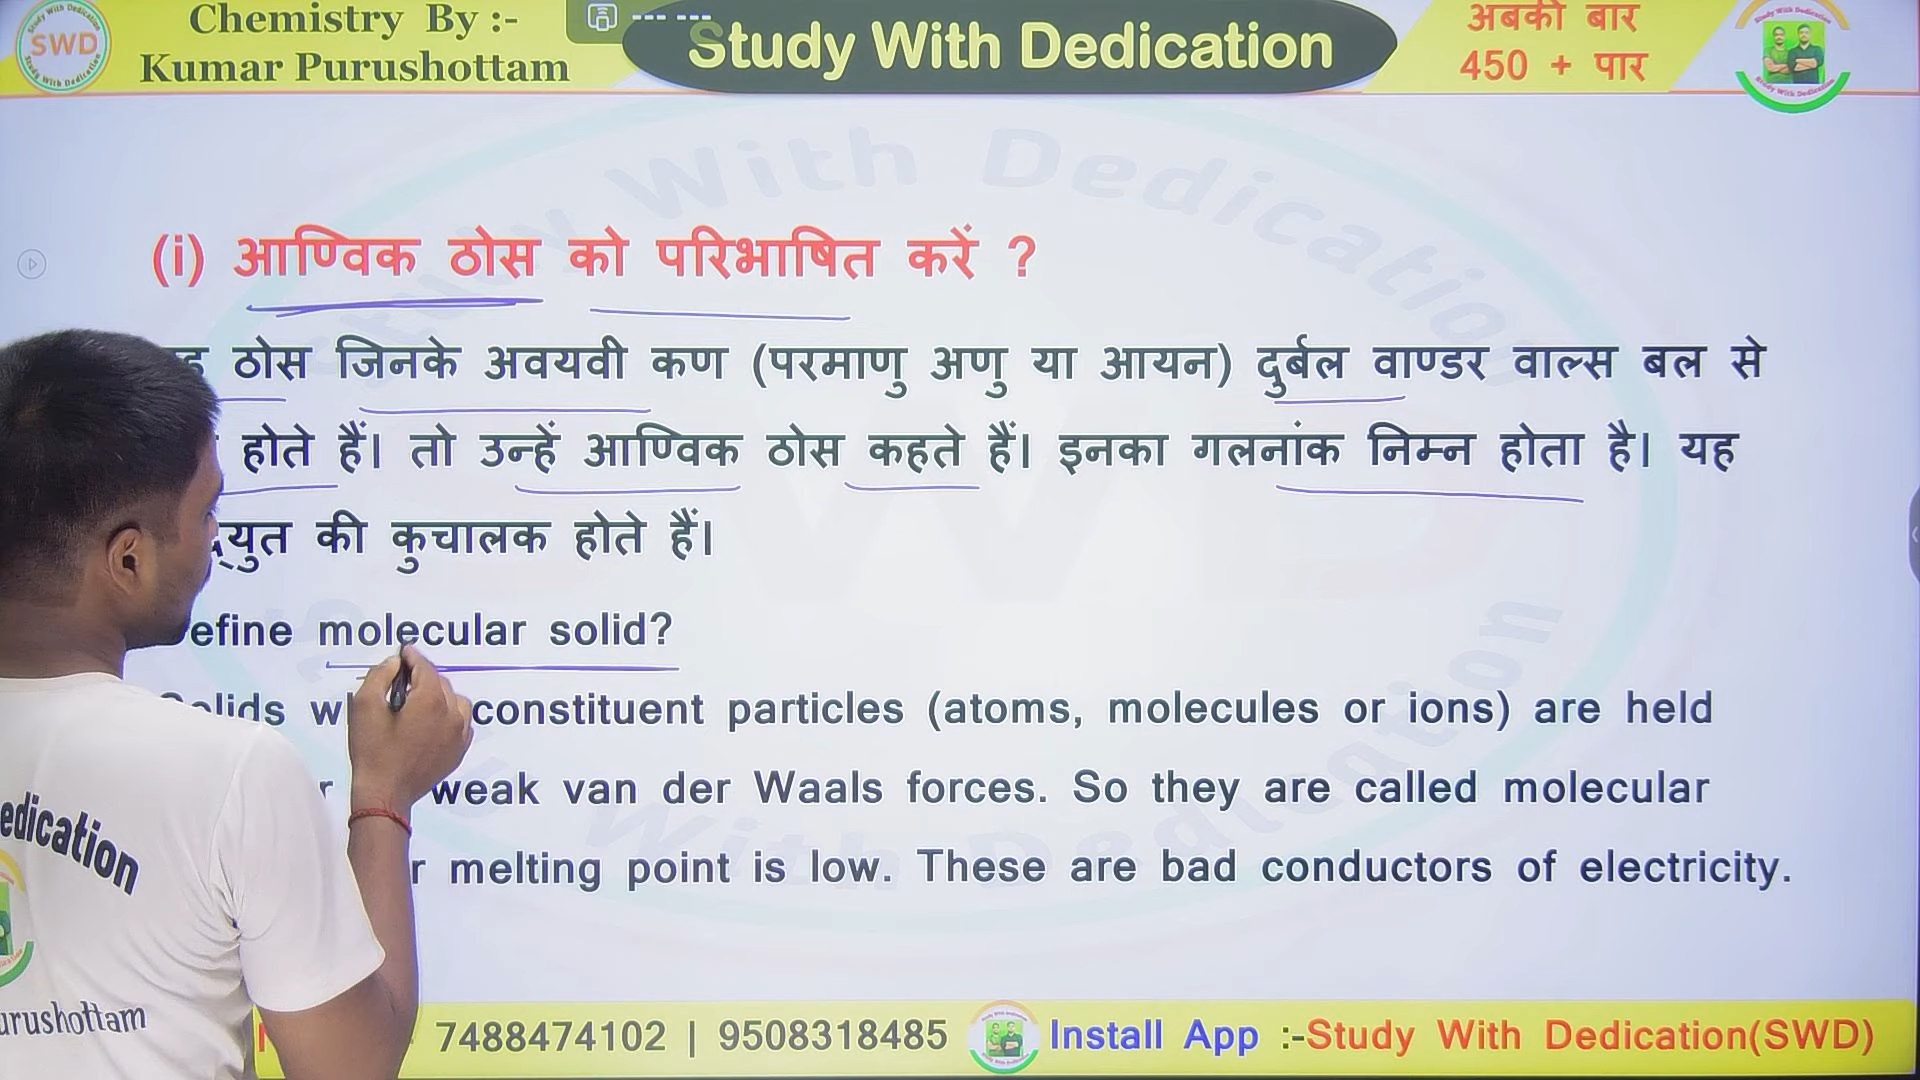 Chemistry By :-
Kumar Purushottam
SWD
Study With Dedication
अबकी बार
450 + पार
(i) आण्विक ठोस को परिभाषित करें ?
ठोस जिनके अवयवी कण (परमाणु अणु या आयन) दुर्बल वाण्डर वाल्स बल से
होते हैं। तो उन्हें आण्विक ठोस कहते हैं। इनका गलनांक निम्न होता है। यह
की कुचालक होते हैं।
molecular solid?
constituent particles (atoms, molecules or ions) are held
weak van der Waals forces. So they are called molecular
melting point is low. These are bad conductors of electricity.
7488474102 | 9508318485
Install App :-Study With Dedication(SWD)